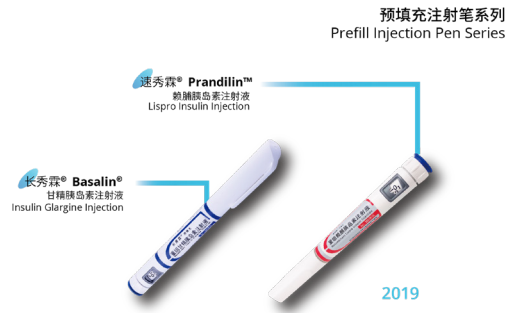 预填充注射笔系列
Prefill Injection Pen Series
速秀霖® Prandilin™
赖脯胰岛素注射液
Lispro Insulin Injection
长秀霖® Basalin®
甘精胰岛素注射液
Insulin Glargine Injection
2019